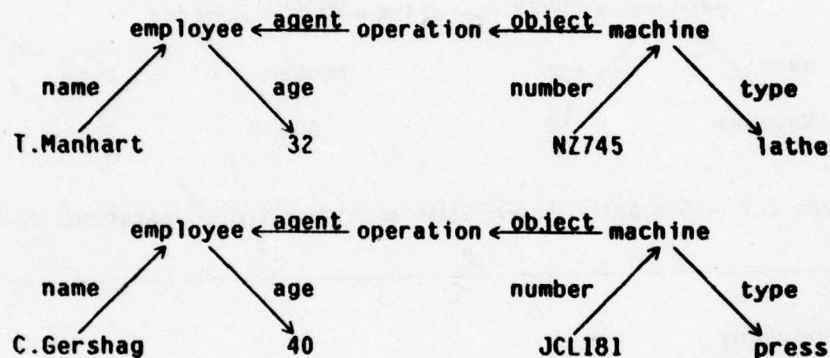 employee agent operation object machine
name age number type
T.Manhart 32 NZ745 lathe
employee agent operation object machine
name age number type
C.Gershag 40 JCL181 press